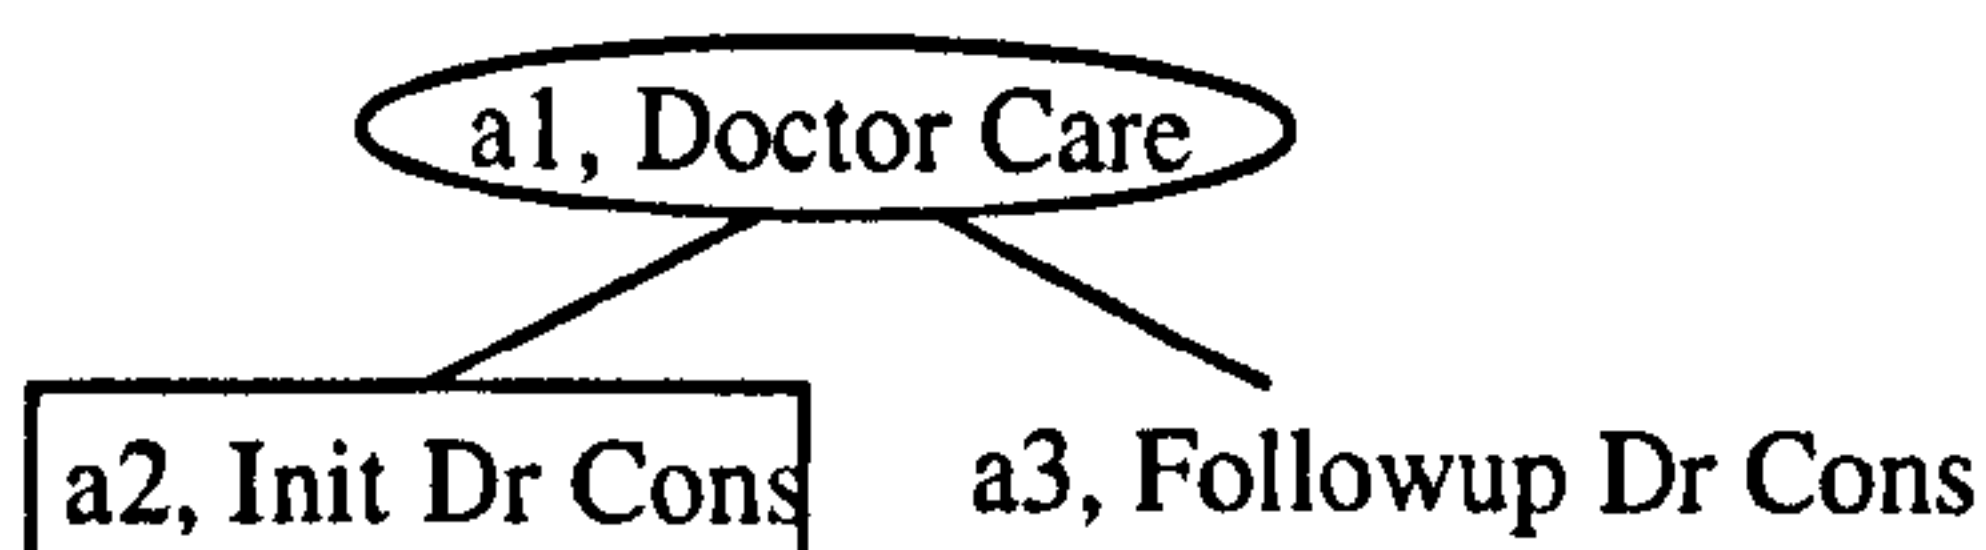 a1, Doctor Care
a2, Init Dr Cons
a3, Followup Dr Cons